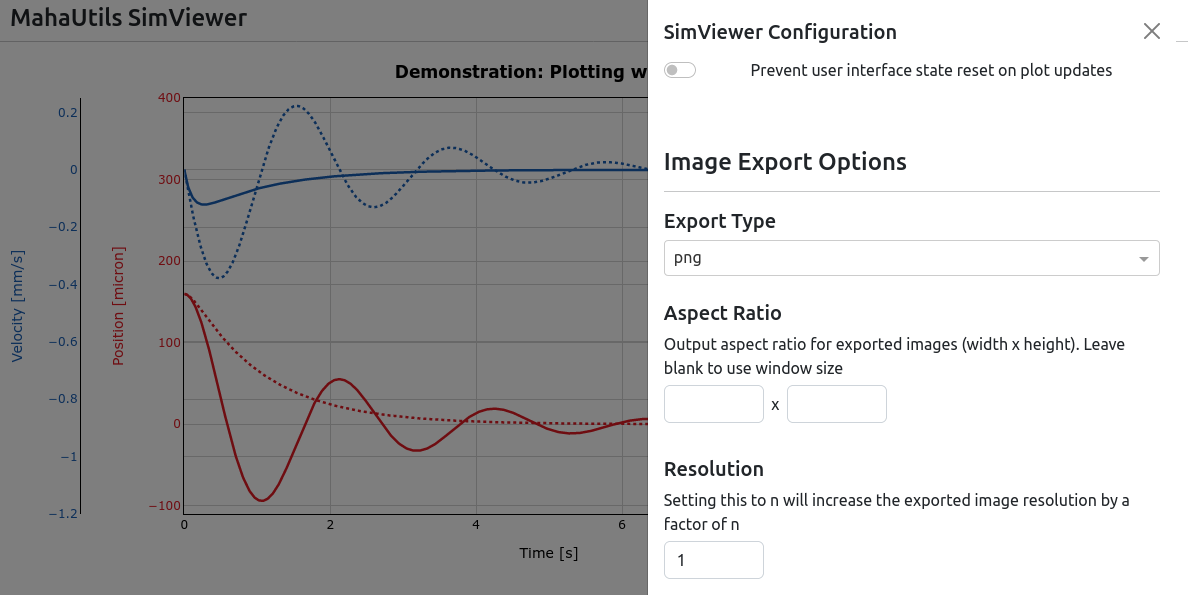 MahaUtils SimViewer
Demonstration: Plotting w
Velocity [mm/s]
0.2
0
−0.2
−0.4
−0.6
−0.8
−1
−1.2
Position [micron]
400
300
200
100
0
−100
0 2 4 6
Time [s]
SimViewer Configuration
Prevent user interface state reset on plot updates
Image Export Options
Export Type
png
Aspect Ratio
Output aspect ratio for exported images (width x height). Leave
blank to use window size
x
Resolution
Setting this to n will increase the exported image resolution by a
factor of n
1